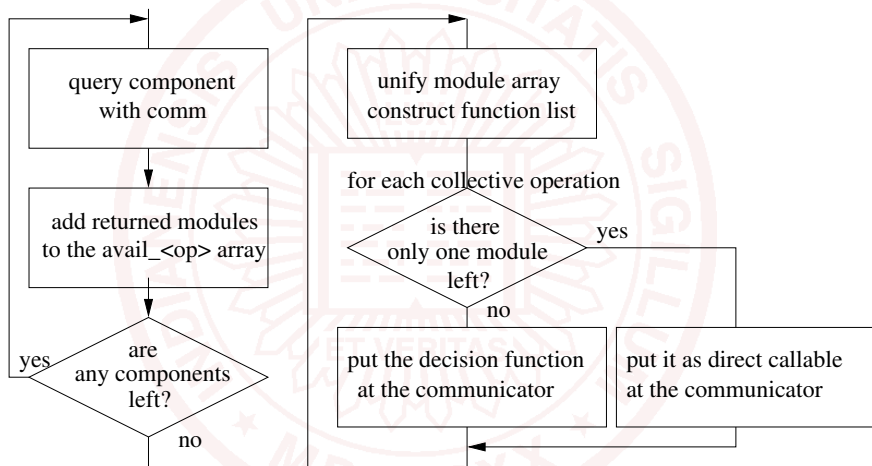 query component
with comm
add returned modules
to the avail_<op> array
are
any components
left?
yes
no
unify module array
construct function list
for each collective operation
is there
only one module
left?
yes
no
put the decision function
at the communicator
put it as direct callable
at the communicator
ET VERITAS